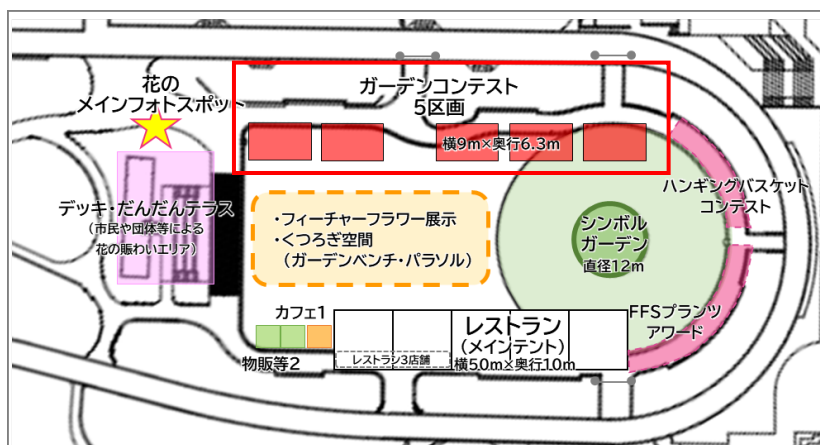 花の
メインフォトスポット
ガーデンコンテスト
5区画
横9m×奥行6.3m
ハンギングバスケット
コンテスト
デッキ・だんだんテラス
(市民や団体等による
花の賑わいエリア)
・フィーチャーフラワー展示
・くつろぎ空間
(ガーデンベンチ・パラソル)
シンボル
ガーデン
直径12m
FFSプランツ
アワード
カフェ1
物販等2
レストラン
(メインテント)
レストラン3店舗
横50m×奥行10m